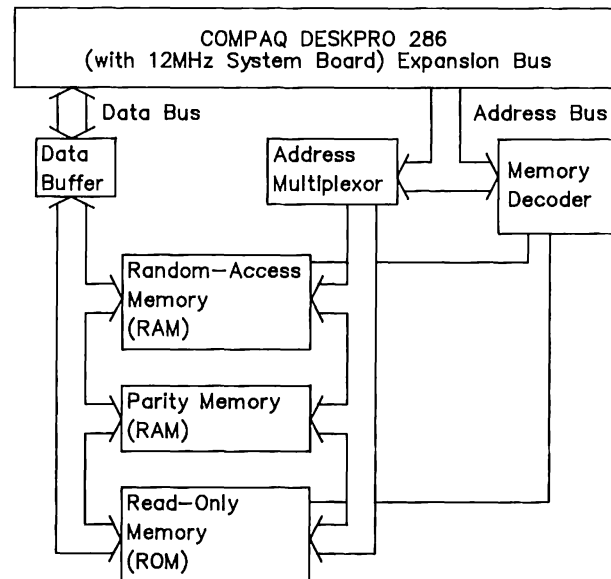 COMPAQ DESKPRO 286
(with 12MHz System Board) Expansion Bus
Data Bus
Address Bus
Data
Buffer
Address
Multiplexor
Memory
Decoder
Random-Access
Memory
(RAM)
Parity Memory
(RAM)
Read-Only
Memory
(ROM)